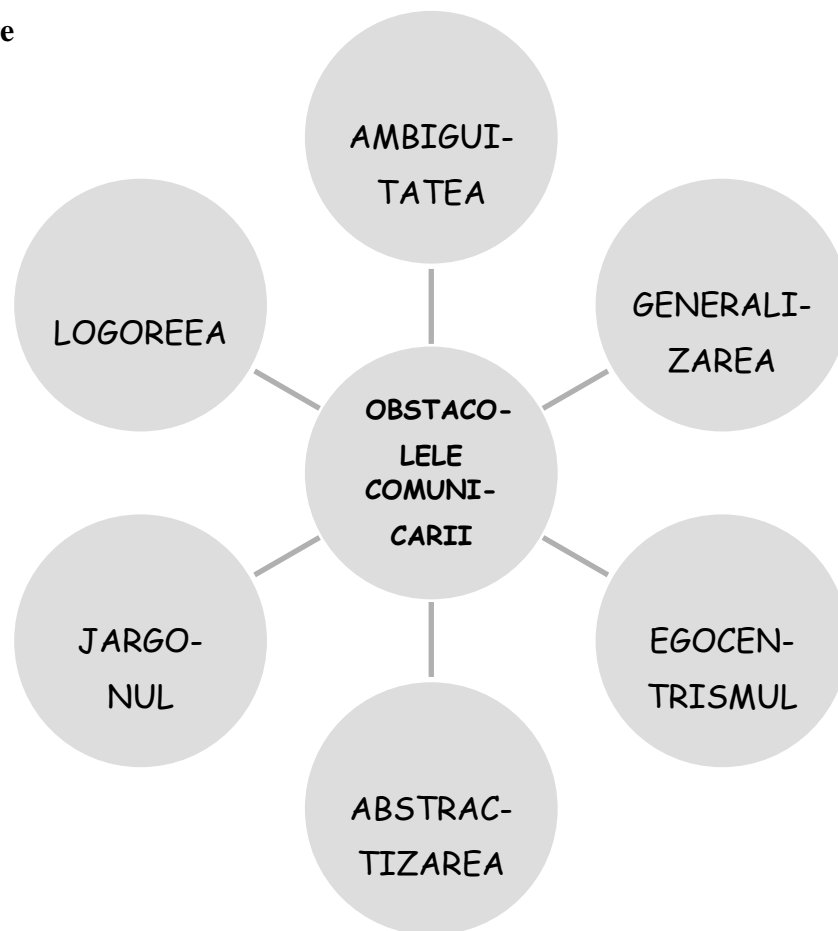 e
AMBIGUI-
TATEA
GENERALI-
ZAREA
LOGOREEA
OBSTACO-
LELE
COMUNI-
CARII
JARGO-
NUL
EGOCEN-
TRISMUL
ABSTRAC-
TIZAREA